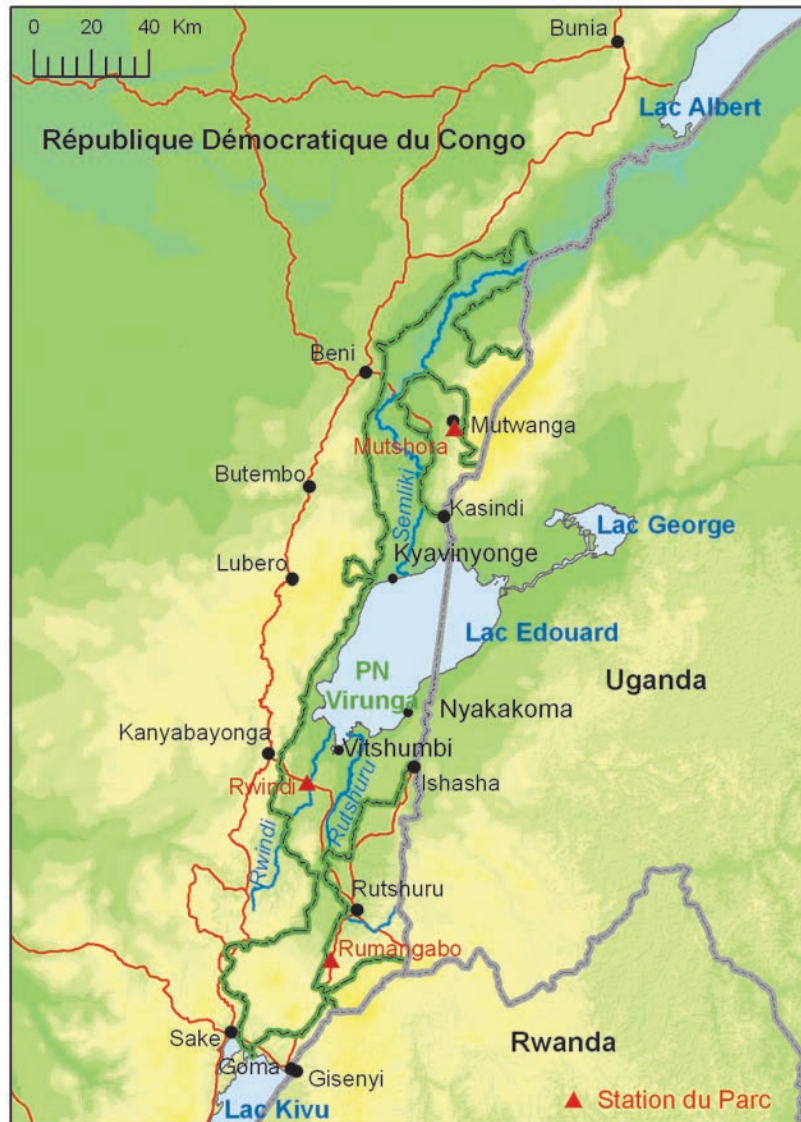 Bunia
0 20 40 Km
Lac Albert
République Démocratique du Congo
Beni
Mutwanga
Mutshora
Butembo
Semliki
Kasindi
Lac George
Kyavinyonge
Lubero
Lac Edouard
PN
Virunga
Uganda
Nyakakoma
Kanyabayonga
Vitshumbi
Ishasha
Rwindi
Rutshuru
Rwindi
Rutshuru
Rumangabo
Sake
Rwanda
Goma
Gisenyi
Lac Kivu
Station du Parc